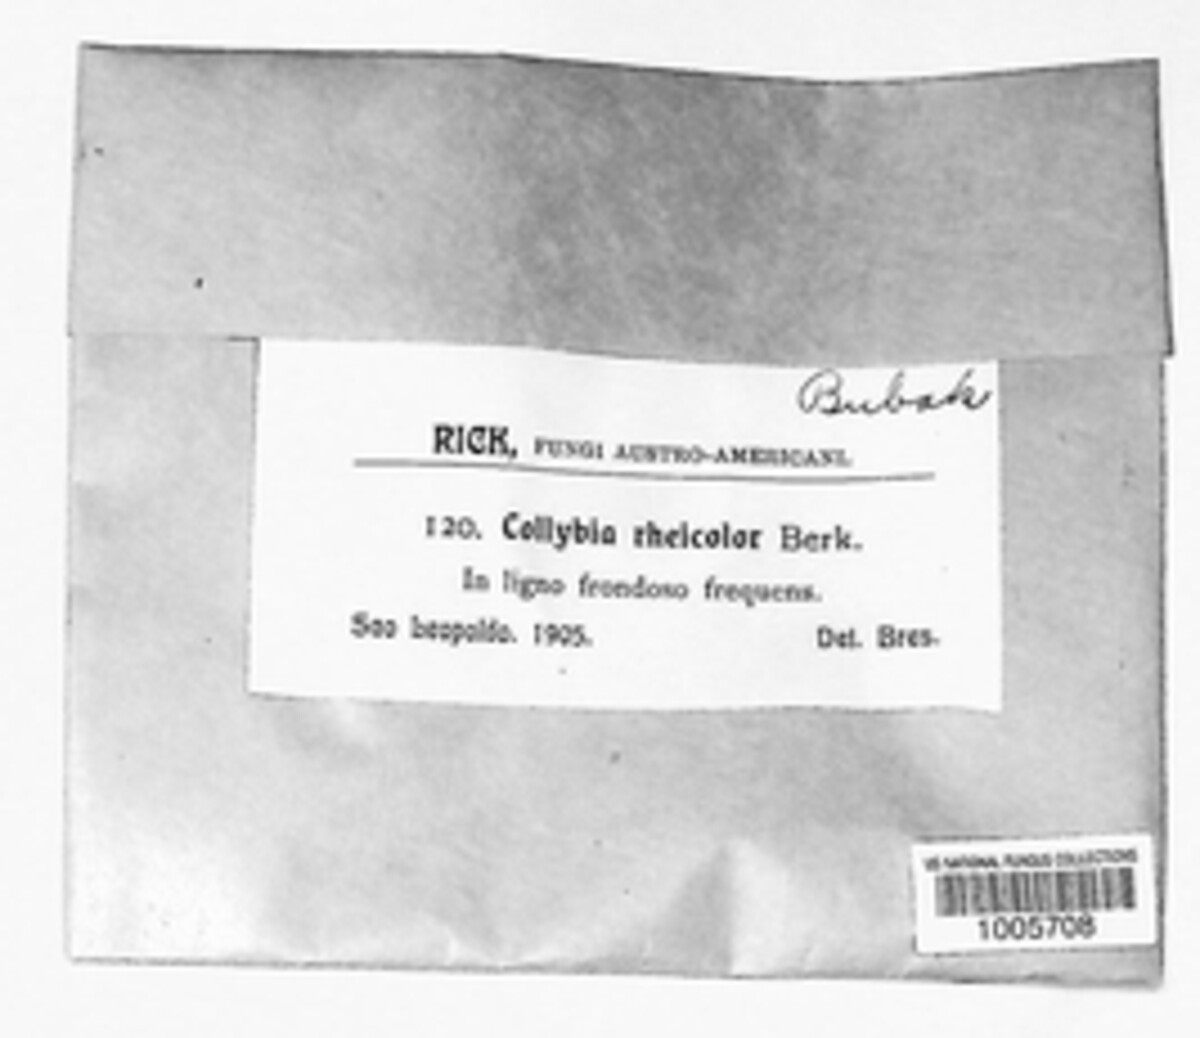 Bubak
RICK, FUNGI AUSTRO-AMERICANI.
120. Collybia rheicolor Berk.
In ligno frondoso frequens.
Sao Leopoldo. 1905. Det. Bres.
US NATIONAL FUNGUS COLLECTIONS
1005708